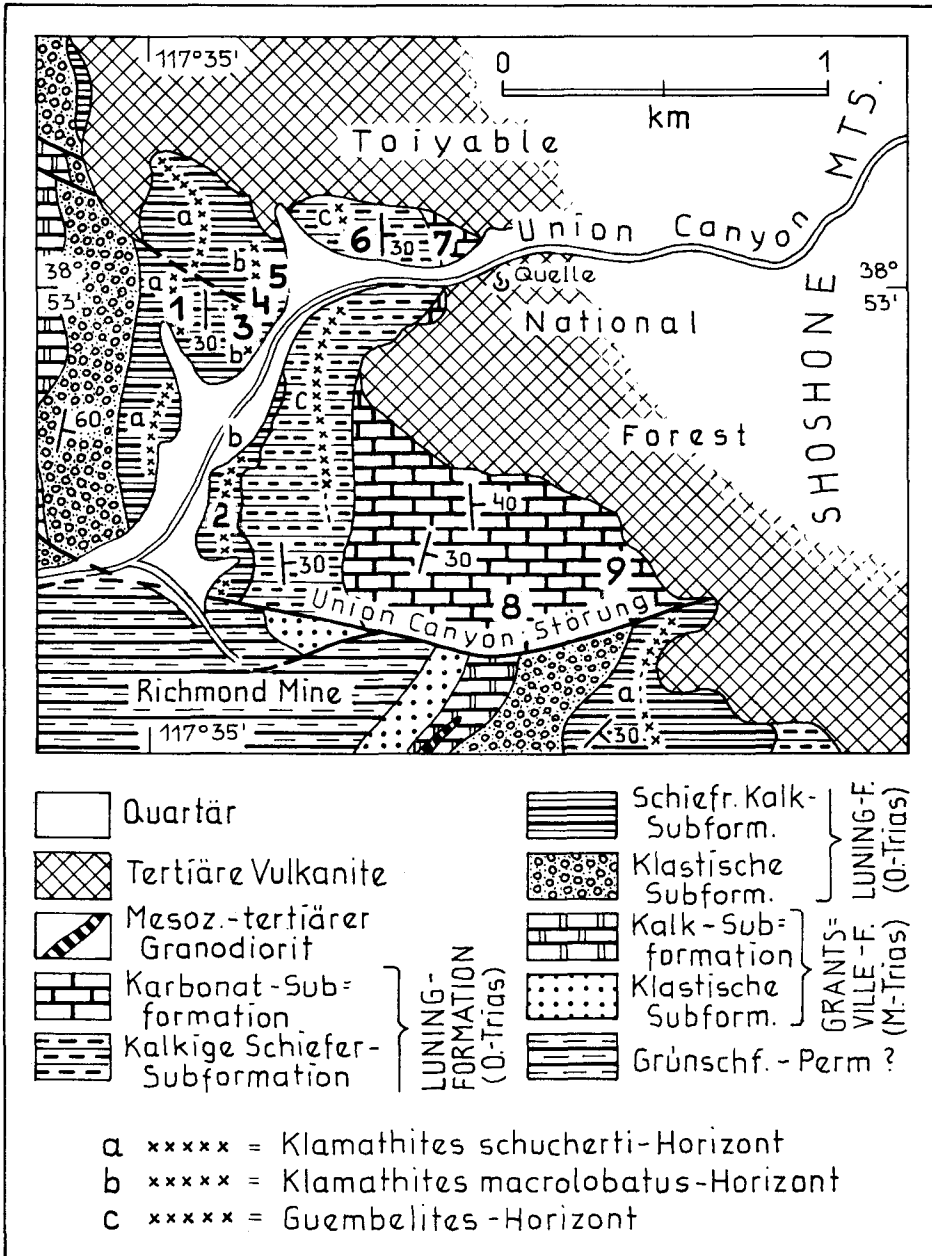 117°35'
0 1
km
Toiyable
MTS.
Union Canyon
SHOSHONE
a
c
6
30
7
b
5
38°
53'
a
1
30
4
3
b
Quelle
38°
53'
National
c
a
60
b
Forest
2
40
30
30
9
8
Union Canyon-Störung
Richmond Mine
a
30
117°35'
Quartär
Tertiäre Vulkanite
Mesoz.-tertiärer
Granodiorit
Karbonat-Sub=
formation
Kalkige Schiefer-
Subformation
LUNING-
FORMATION
(O.-Trias)
Schiefr. Kalk-
Subform.
Klastische
Subform.
LUNING-F.
(O.-Trias)
Kalk-Sub=
formation
Klastische
Subform.
GRANTS=
VILLE-F.
(M.-Trias)
Grünschf.-Perm ?
a xxxxx = Klamathites schucherti-Horizont
b xxxxx = Klamathites macrolobatus-Horizont
c xxxxx = Guembelites-Horizont